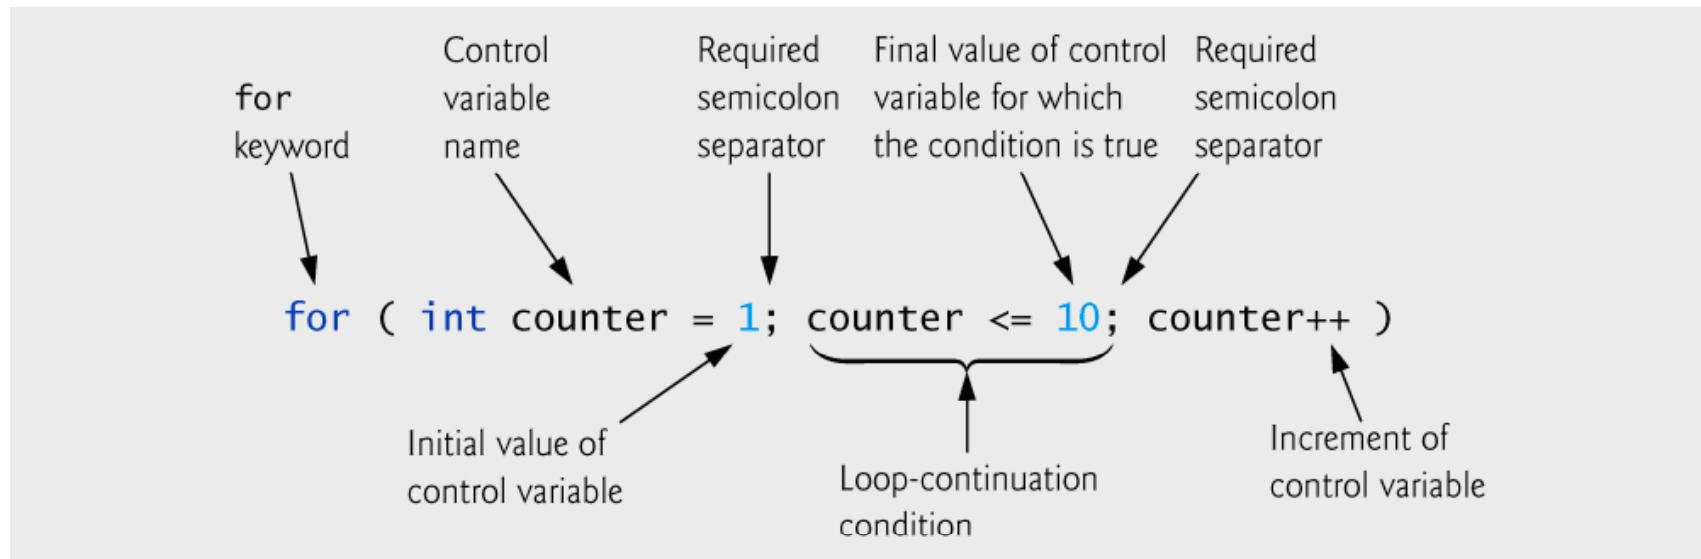 for
keyword
Control
variable
name
Required
semicolon
separator
Final value of control
variable for which
the condition is true
Required
semicolon
separator
for ( int counter = 1; counter <= 10; counter++ )
Initial value of
control variable
Loop-continuation
condition
Increment of
control variable